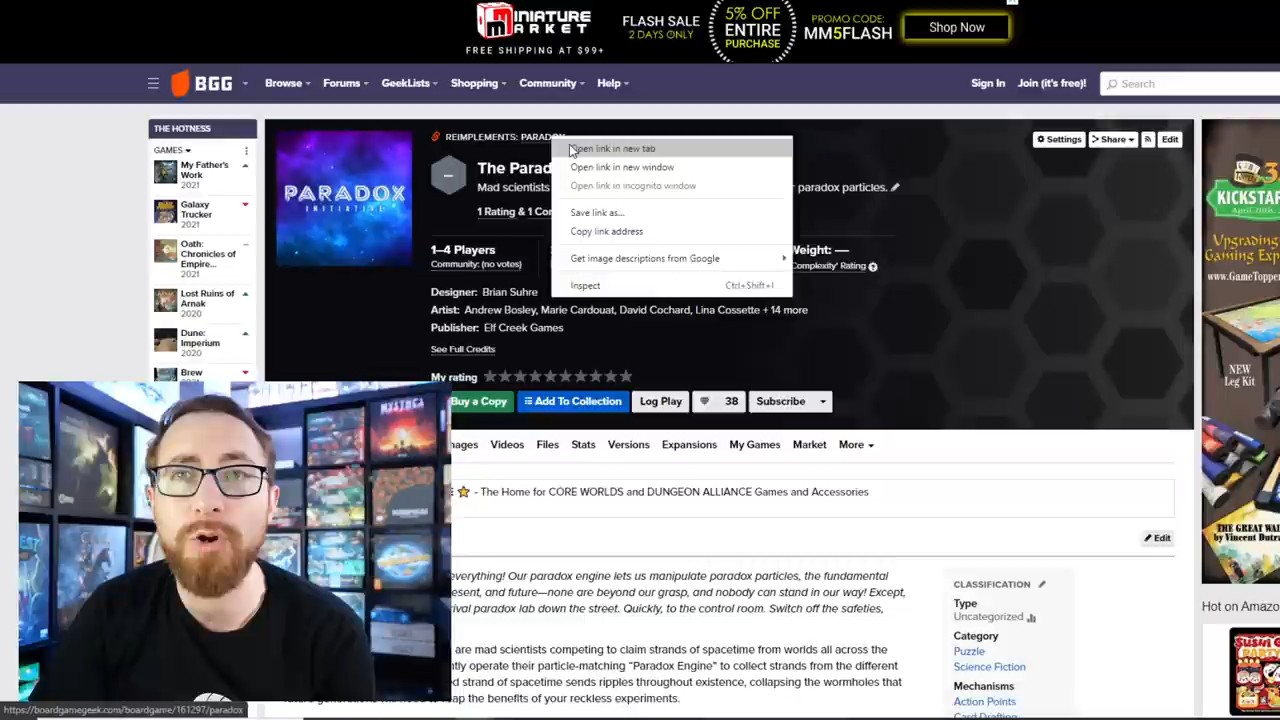 MINIATURE
MARKET
FREE SHIPPING AT $99+
FLASH SALE
2 DAYS ONLY
5% OFF
ENTIRE
PURCHASE
PROMO CODE:
MM5FLASH
Shop Now
BGG
Browse
Forums
GeekLists
Shopping
Community
Help
Sign In
Join (it's free)!
Search
THE HOTNESS
GAMES
My Father's
Work
2021
Galaxy
Trucker
2021
Oath:
Chronicles of
Empire...
2021
Lost Ruins of
Arnak
2020
Dune:
Imperium
2020
Brew
PARADOX
INITIATIVE
REIMPLEMENTS: PARADOX
Settings
Share
Edit
The Parad
Mad scientists
paradox particles.
1 Rating & 1 Co
1–4 Players
Community: (no votes)
Weight: —
'Complexity' Rating
Designer: Brian Suhre
Artist: Andrew Bosley, Marie Cardouat, David Cochard, Lina Cossette + 14 more
Publisher: Elf Creek Games
See Full Credits
My rating
Open link in new tab
Open link in new window
Open link in incognito window
Save link as...
Copy link address
Get image descriptions from Google
Inspect
Ctrl+Shift+I
Buy a Copy
Add To Collection
Log Play
38
Subscribe
mages
Videos
Files
Stats
Versions
Expansions
My Games
Market
More
- The Home for CORE WORLDS and DUNGEON ALLIANCE Games and Accessories
Edit
everything! Our paradox engine lets us manipulate paradox particles, the fundamental
resent, and future—none are beyond our grasp, and nobody can stand in our way! Except,
rival paradox lab down the street. Quickly, to the control room. Switch off the safeties,
are mad scientists competing to claim strands of spacetime from worlds all across the
ntly operate their particle-matching "Paradox Engine" to collect strands from the different
d strand of spacetime sends ripples throughout existence, collapsing the wormholes that
ap the benefits of your reckless experiments.
CLASSIFICATION
Type
Uncategorized
Category
Puzzle
Science Fiction
Mechanisms
Action Points
Card Drafting
KICKSTAR
April 20th
Upgrading
Gaming Exp
www.GameTopper
NEW
Leg Kit
THE GREAT WAL
by Vincent Dutra
Hot on Amazo
https://boardgamegeek.com/boardgame/161297/paradox